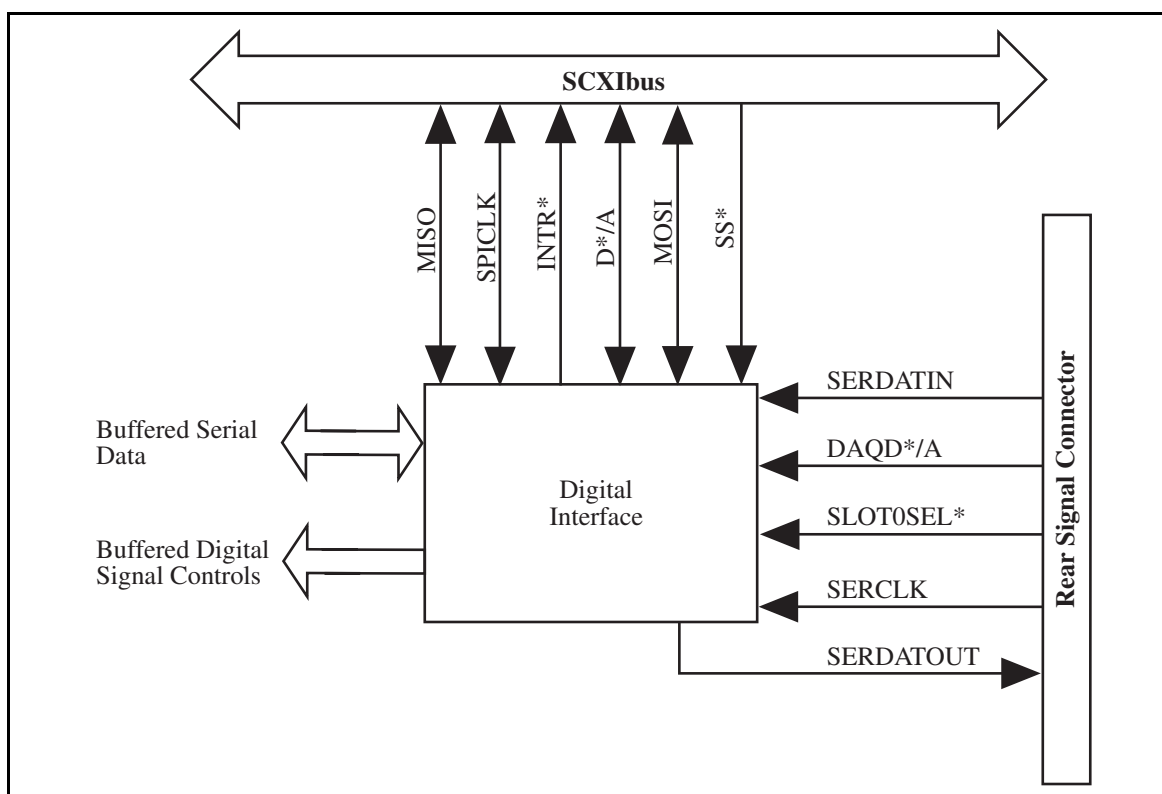 SCXIbus
MISO
SPICLK
INTR*
D*/A
MOSI
SS*
SERDATIN
DAQD*/A
SLOT0SEL*
SERCLK
SERDATOUT
Rear Signal Connector
Buffered Serial
Data
Digital
Interface
Buffered Digital
Signal Controls